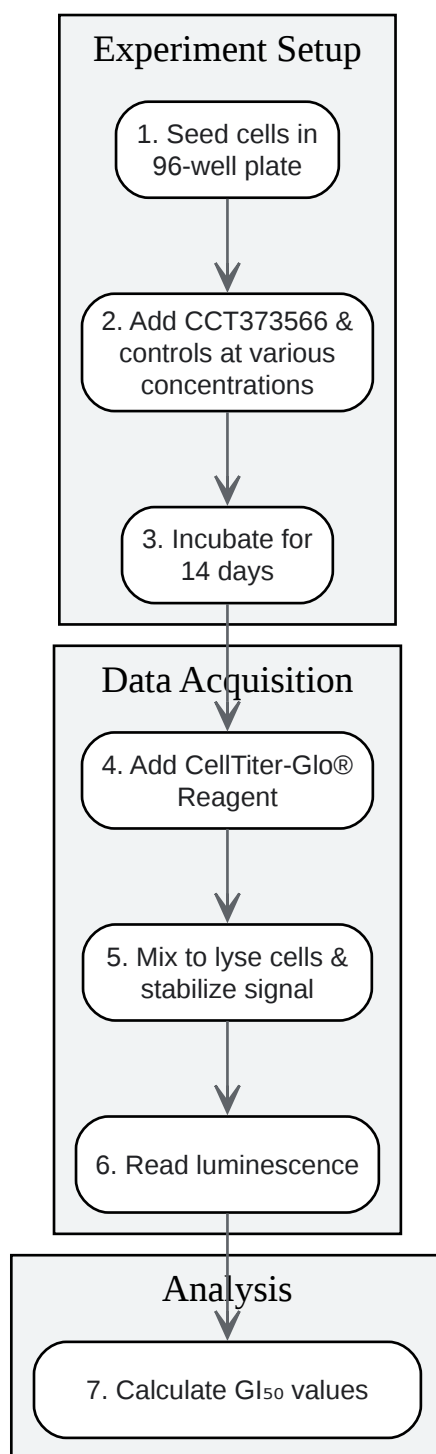 Experiment Setup
1. Seed cells in
96-well plate
2. Add CCT373566 &
controls at various
concentrations
3. Incubate for
14 days
Data Acquisition
4. Add CellTiter-Glo®
Reagent
5. Mix to lyse cells &
stabilize signal
6. Read luminescence
Analysis
7. Calculate GI₅₀ values